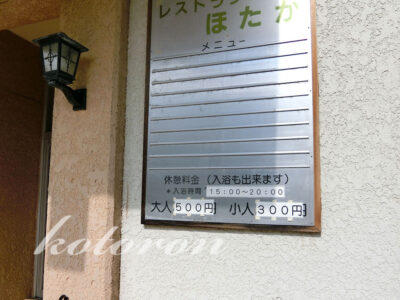 レストラン
ほたか
メニュー
休憩料金(入浴も出来ます)
*入浴時間 15:00~20:00
大人500円 小人300円
kotoron